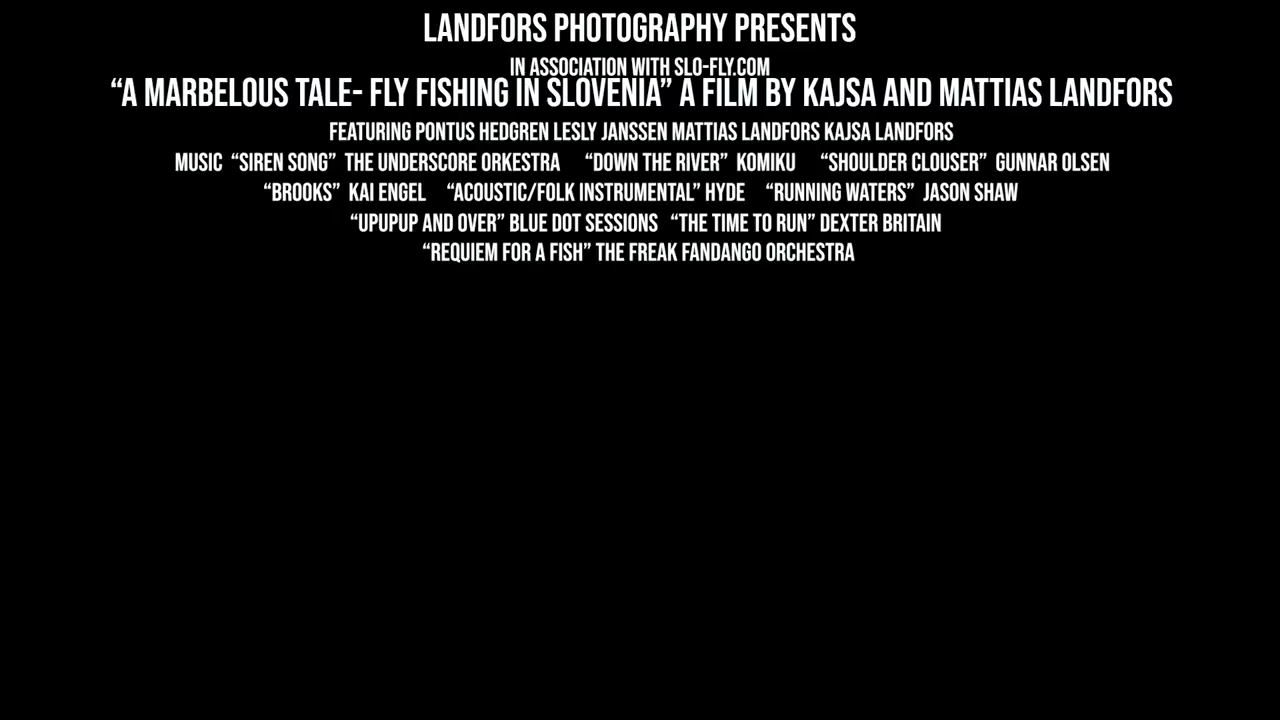 LANDFORS PHOTOGRAPHY PRESENTS
IN ASSOCIATION WITH SLO-FLY.COM
“A MARBELOUS TALE- FLY FISHING IN SLOVENIA” A FILM BY KAJSA AND MATTIAS LANDFORS
FEATURING PONTUS HEDGREN LESLY JANSSEN MATTIAS LANDFORS KAJSA LANDFORS
MUSIC “SIREN SONG” THE UNDERSCORE ORKESTRA “DOWN THE RIVER” KOMIKU “SHOULDER CLOUSER” GUNNAR OLSEN
“BROOKS” KAI ENGEL “ACOUSTIC/FOLK INSTRUMENTAL” HYDE “RUNNING WATERS” JASON SHAW
“UPUPUP AND OVER” BLUE DOT SESSIONS “THE TIME TO RUN” DEXTER BRITAIN
“REQUIEM FOR A FISH” THE FREAK FANDANGO ORCHESTRA